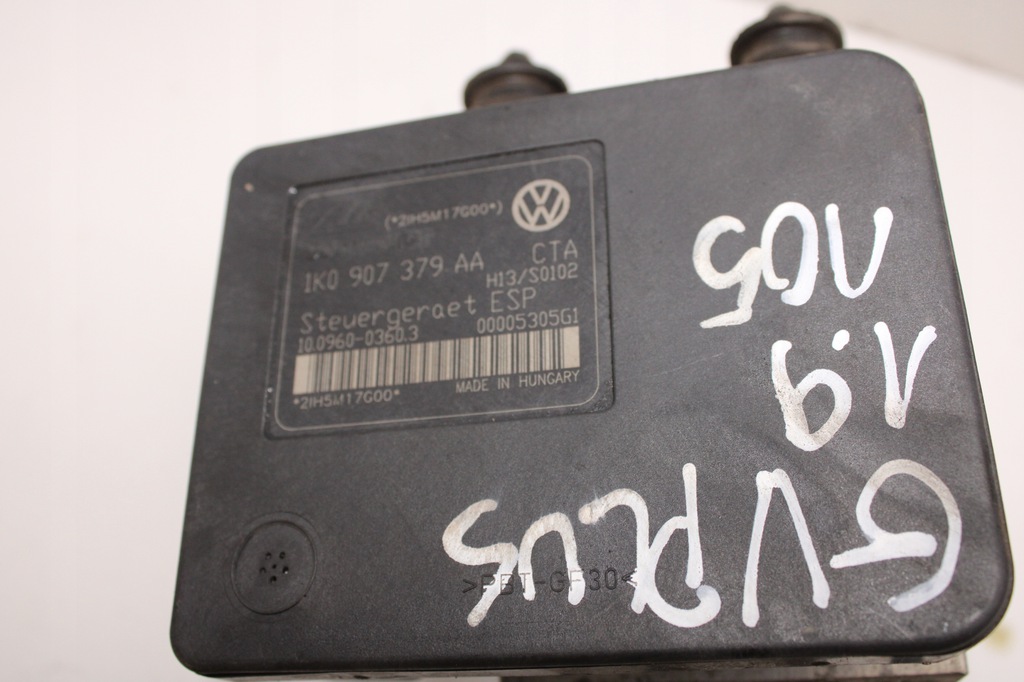 (*2IH5M17G00*)
1K0 907 379 AA CTA
H13/S0102
Steuergeraet ESP
10.0960-0360.3 00005305G1
MADE IN HUNGARY
*2IH5M17G00*
>PBT-GF30<
GV PLUS
1.9
105